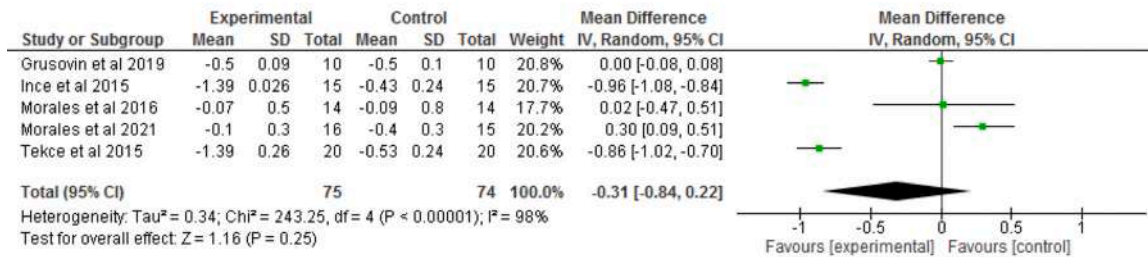 Experimental Control Mean Difference Mean Difference
Study or Subgroup Mean SD Total Mean SD Total Weight IV, Random, 95% CI IV, Random, 95% CI
Grusovin et al 2019 -0.5 0.09 10 -0.5 0.1 10 20.8% 0.00 [-0.08, 0.08]
Ince et al 2015 -1.39 0.026 15 -0.43 0.24 15 20.7% -0.96 [-1.08, -0.84]
Morales et al 2016 -0.07 0.5 14 -0.09 0.8 14 17.7% 0.02 [-0.47, 0.51]
Morales et al 2021 -0.1 0.3 16 -0.4 0.3 15 20.2% 0.30 [0.09, 0.51]
Tekce et al 2015 -1.39 0.26 20 -0.53 0.24 20 20.6% -0.86 [-1.02, -0.70]
Total (95% CI) 75 74 100.0% -0.31 [-0.84, 0.22]
Heterogeneity: Tau² = 0.34; Chi² = 243.25, df = 4 (P < 0.00001); I² = 98%
Test for overall effect: Z = 1.16 (P = 0.25)
-1 -0.5 0 0.5 1
Favours [experimental] Favours [control]